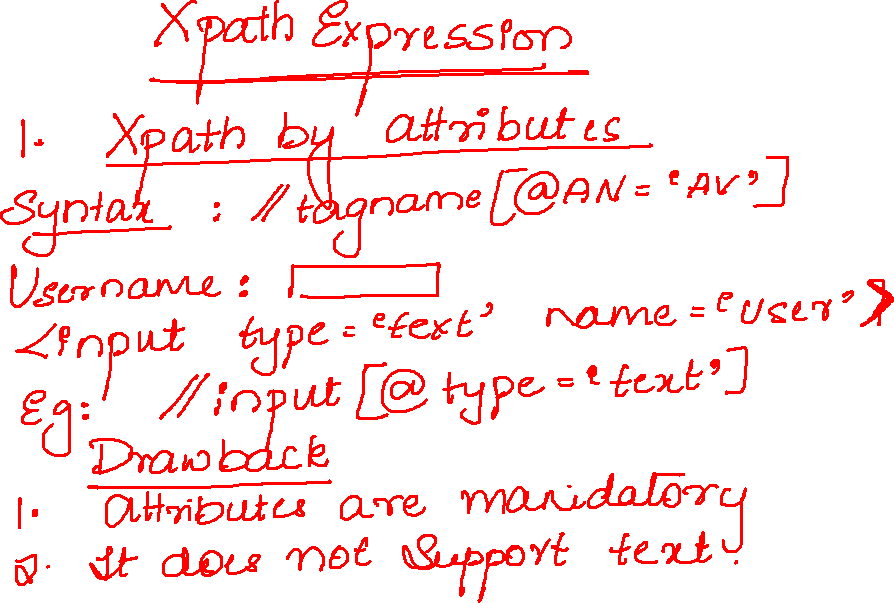 Xpath Expression
1. Xpath by attributes
Syntax : // tagname [@AN = 'AV']
Username :
<input type = 'text' name = 'user'>
Eg: // input [@ type = 'text']
Drawback
1. attributes are mandatory
2. It does not Support text.